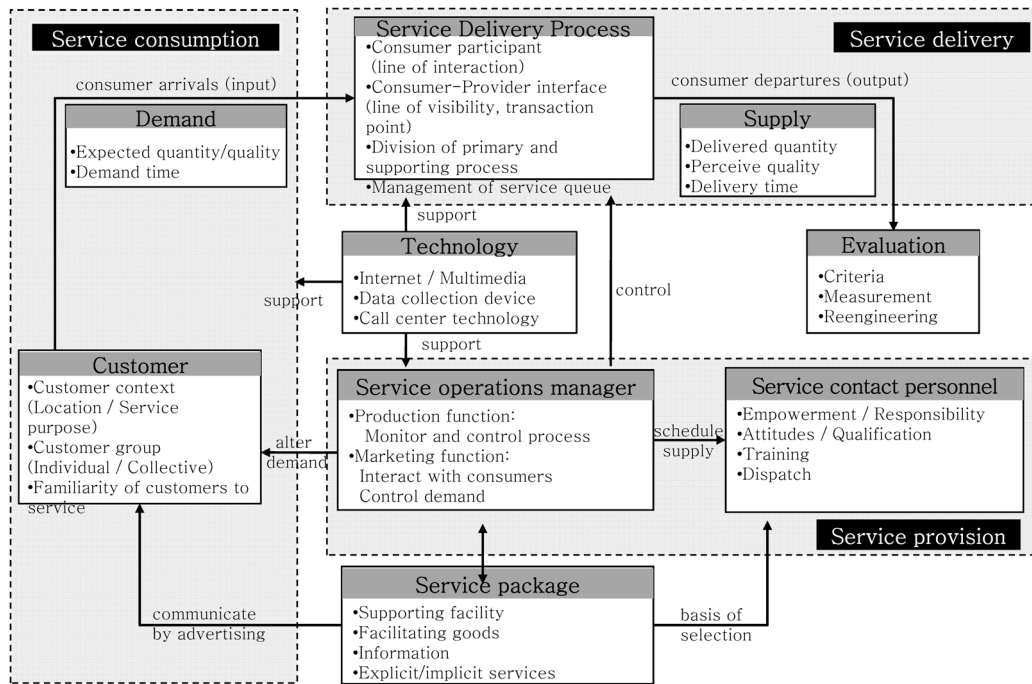 Service consumption
Service Delivery Process
•Consumer participant
(line of interaction)
•Consumer-Provider interface
(line of visibility, transaction
point)
•Division of primary and
supporting process
•Management of service queue
Service delivery
consumer arrivals (input)
consumer departures (output)
Demand
•Expected quantity/quality
•Demand time
Supply
•Delivered quantity
•Perceive quality
•Delivery time
support
Technology
•Internet / Multimedia
•Data collection device
•Call center technology
support
control
support
Evaluation
•Criteria
•Measurement
•Reengineering
Customer
•Customer context
(Location / Service
purpose)
•Customer group
(Individual / Collective)
•Familiarity of customers to
service
alter
demand
Service operations manager
•Production function:
Monitor and control process
•Marketing function:
Interact with consumers
Control demand
schedule
supply
Service contact personnel
•Empowerment / Responsibility
•Attitudes / Qualification
•Training
•Dispatch
Service provision
communicate
by advertising
Service package
•Supporting facility
•Facilitating goods
•Information
•Explicit/implicit services
basis of
selection